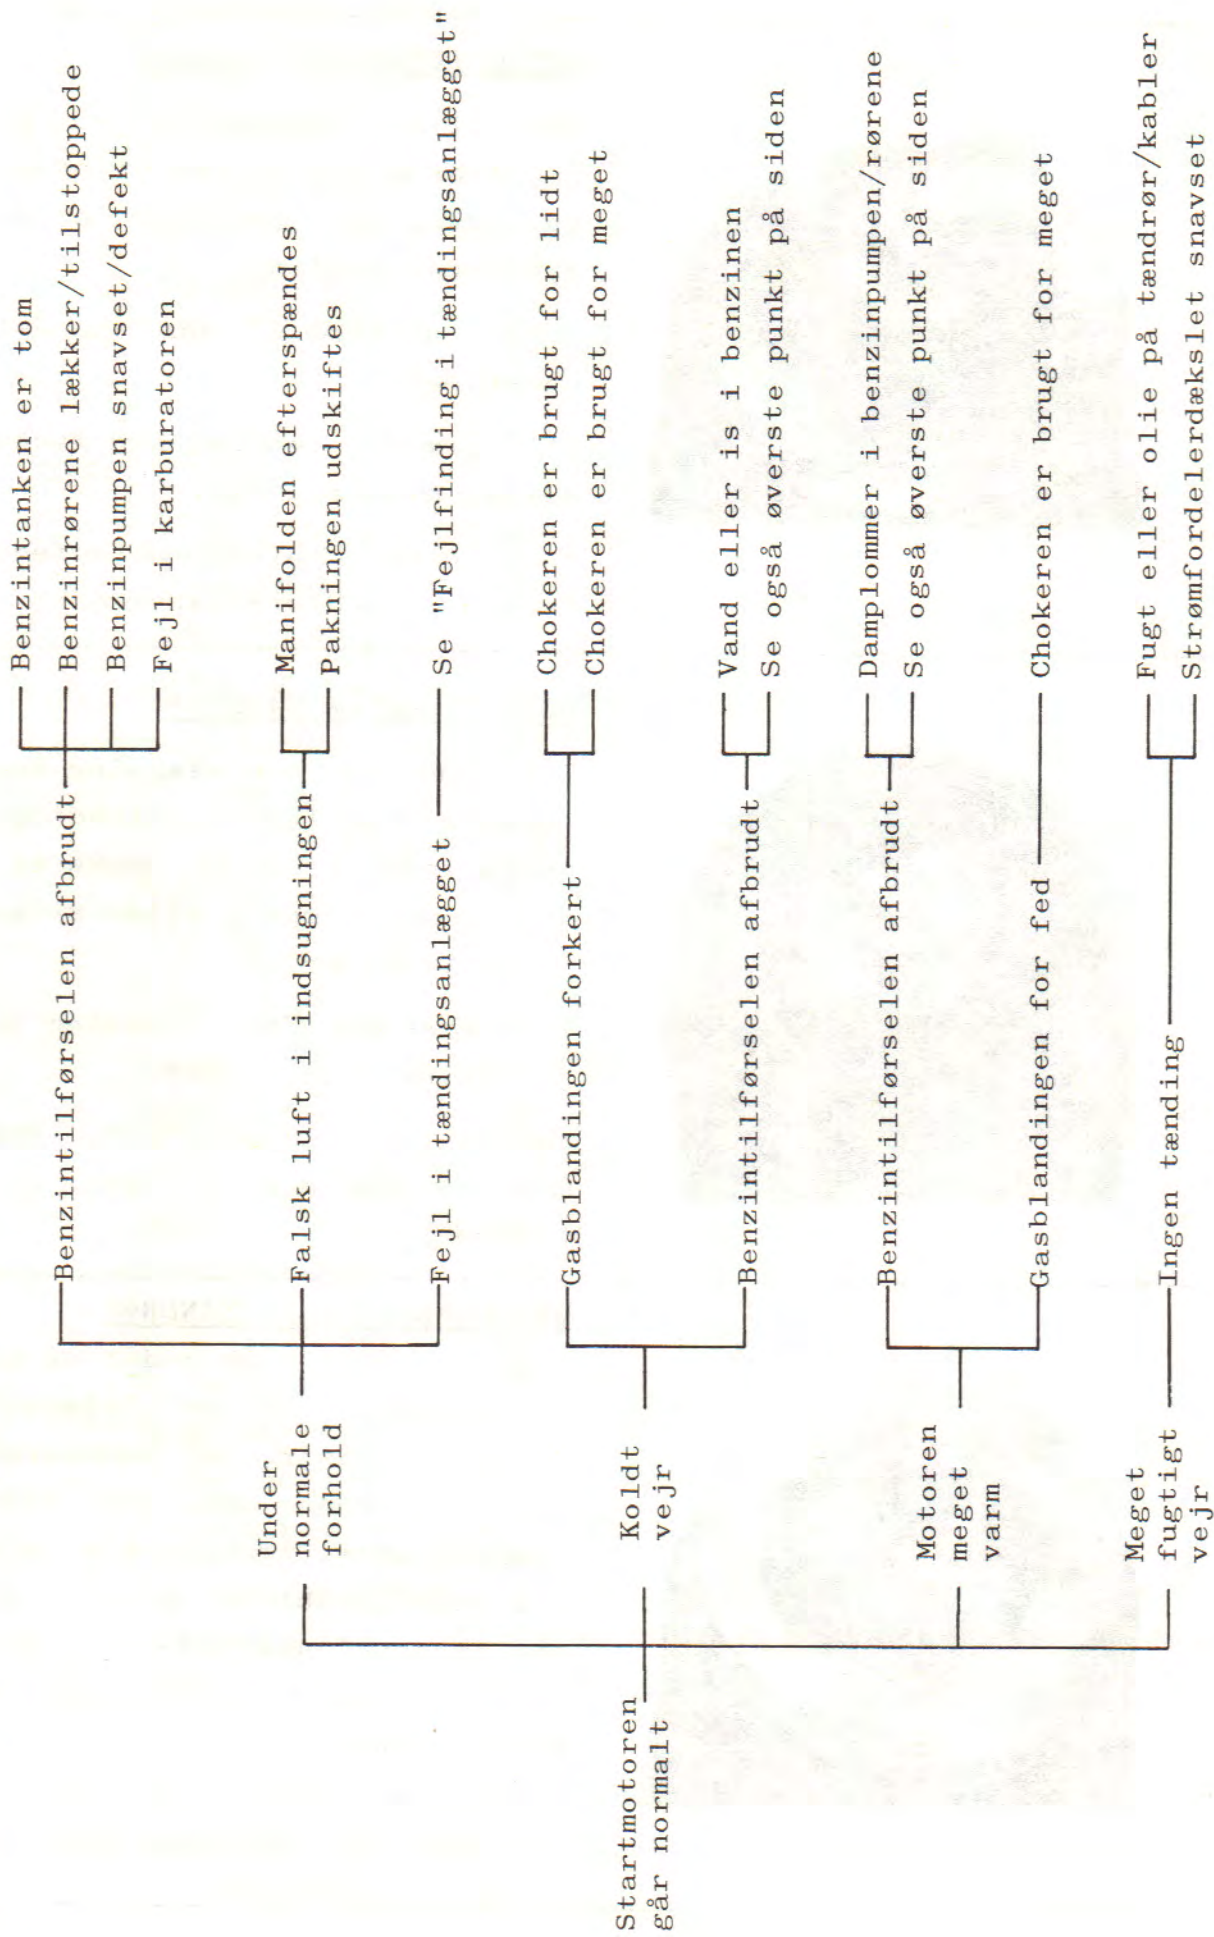 Startmotoren
går normalt
Under
normale
forhold
Benzintilførselen afbrudt
Benzintanken er tom
Benzinrørene lækker/tilstoppede
Benzinpumpen snavset/defekt
Fejl i karburatoren
Falsk luft i indsugningen
Manifolden efterspændes
Pakningen udskiftes
Fejl i tændingsanlægget
Se "Fejlfinding i tændingsanlægget"
Koldt
vejr
Gasblandingen forkert
Chokeren er brugt for lidt
Chokeren er brugt for meget
Benzintilførselen afbrudt
Vand eller is i benzinen
Se også øverste punkt på siden
Motoren
meget
varm
Benzintilførselen afbrudt
Damplommer i benzinpumpen/rørene
Se også øverste punkt på siden
Gasblandingen for fed
Chokeren er brugt for meget
Meget
fugtigt
vejr
Ingen tænding
Fugt eller olie på tændrør/kabler
Strømfordelerdækslet snavset